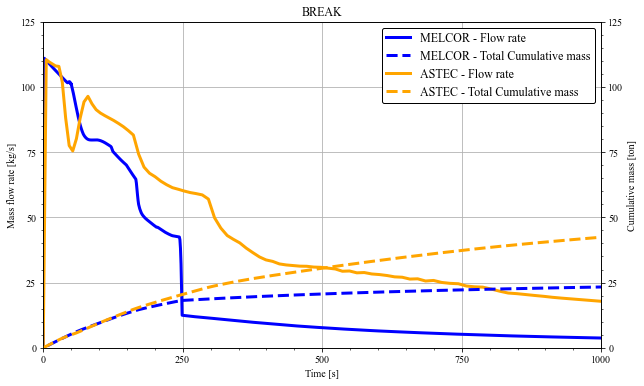 BREAK
MELCOR - Flow rate
MELCOR - Total Cumulative mass
ASTEC - Flow rate
ASTEC - Total Cumulative mass
Mass flow rate [kg/s]
125
100
75
50
25
0
125
100
75
50
25
0
Cumulative mass [ton]
0 250 500 750 1000
Time [s]